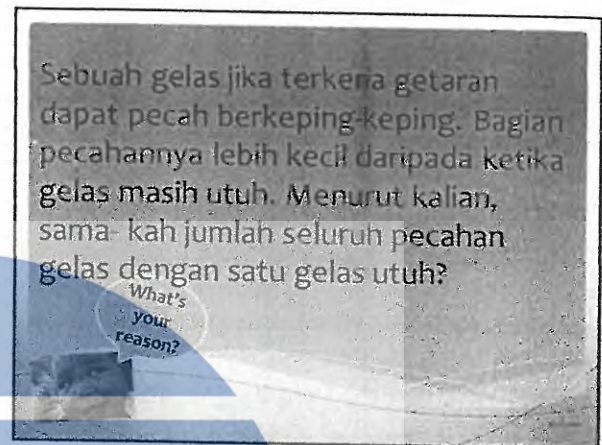 Sebuah gelas jika terkena getaran
dapat pecah berkeping-keping. Bagian
pecahannya lebih kecil daripada ketika
gelas masih utuh. Menurut kalian,
sama- kah jumlah seluruh pecahan
gelas dengan satu gelas utuh?
What's
your
reason?